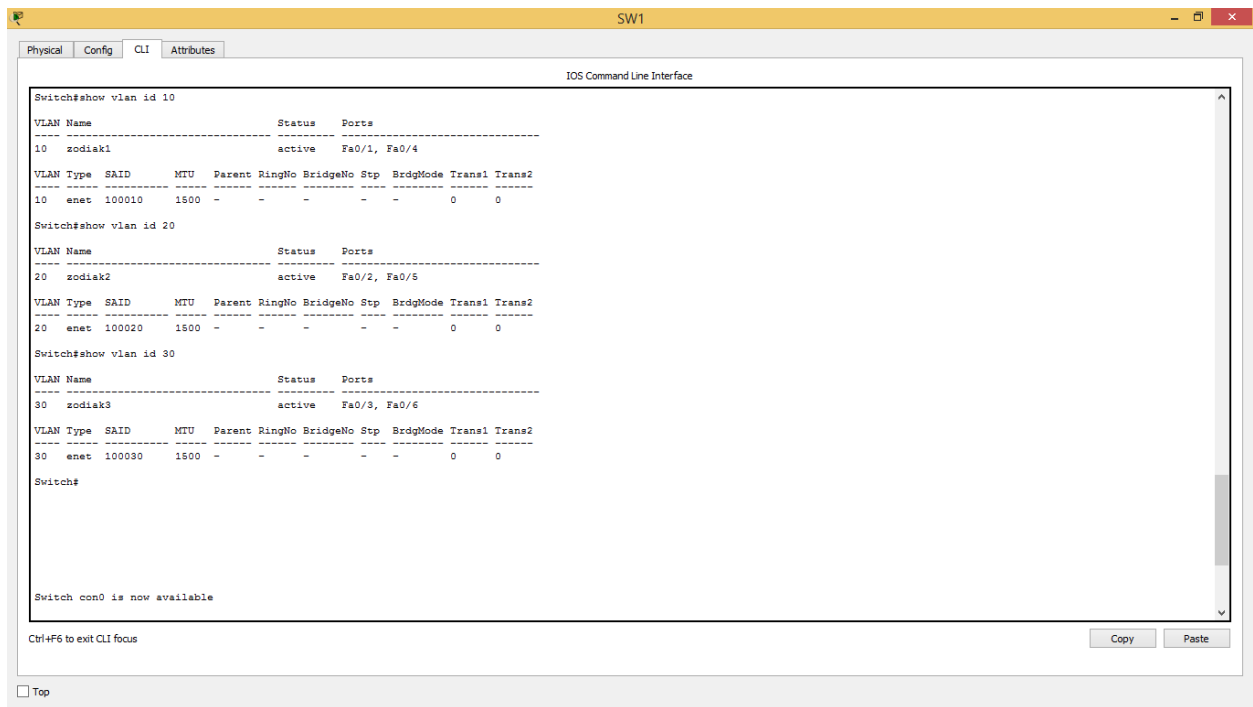 SW1
Physical Config CLI Attributes
IOS Command Line Interface
Switch#show vlan id 10
VLAN Name                             Status    Ports
---- -------------------------------- --------- -------------------------------
10   zodiak1                          active    Fa0/1, Fa0/4
VLAN Type  SAID       MTU   Parent RingNo BridgeNo Stp  BrdgMode Trans1 Trans2
---- ----- ---------- ----- ------ ------ -------- ---- -------- ------ ------
10   enet  100010     1500  -      -      -        -    -        0      0
Switch#show vlan id 20
VLAN Name                             Status    Ports
---- -------------------------------- --------- -------------------------------
20   zodiak2                          active    Fa0/2, Fa0/5
VLAN Type  SAID       MTU   Parent RingNo BridgeNo Stp  BrdgMode Trans1 Trans2
---- ----- ---------- ----- ------ ------ -------- ---- -------- ------ ------
20   enet  100020     1500  -      -      -        -    -        0      0
Switch#show vlan id 30
VLAN Name                             Status    Ports
---- -------------------------------- --------- -------------------------------
30   zodiak3                          active    Fa0/3, Fa0/6
VLAN Type  SAID       MTU   Parent RingNo BridgeNo Stp  BrdgMode Trans1 Trans2
---- ----- ---------- ----- ------ ------ -------- ---- -------- ------ ------
30   enet  100030     1500  -      -      -        -    -        0      0
Switch#
Switch con0 is now available
Ctrl+F6 to exit CLI focus Copy Paste
Top